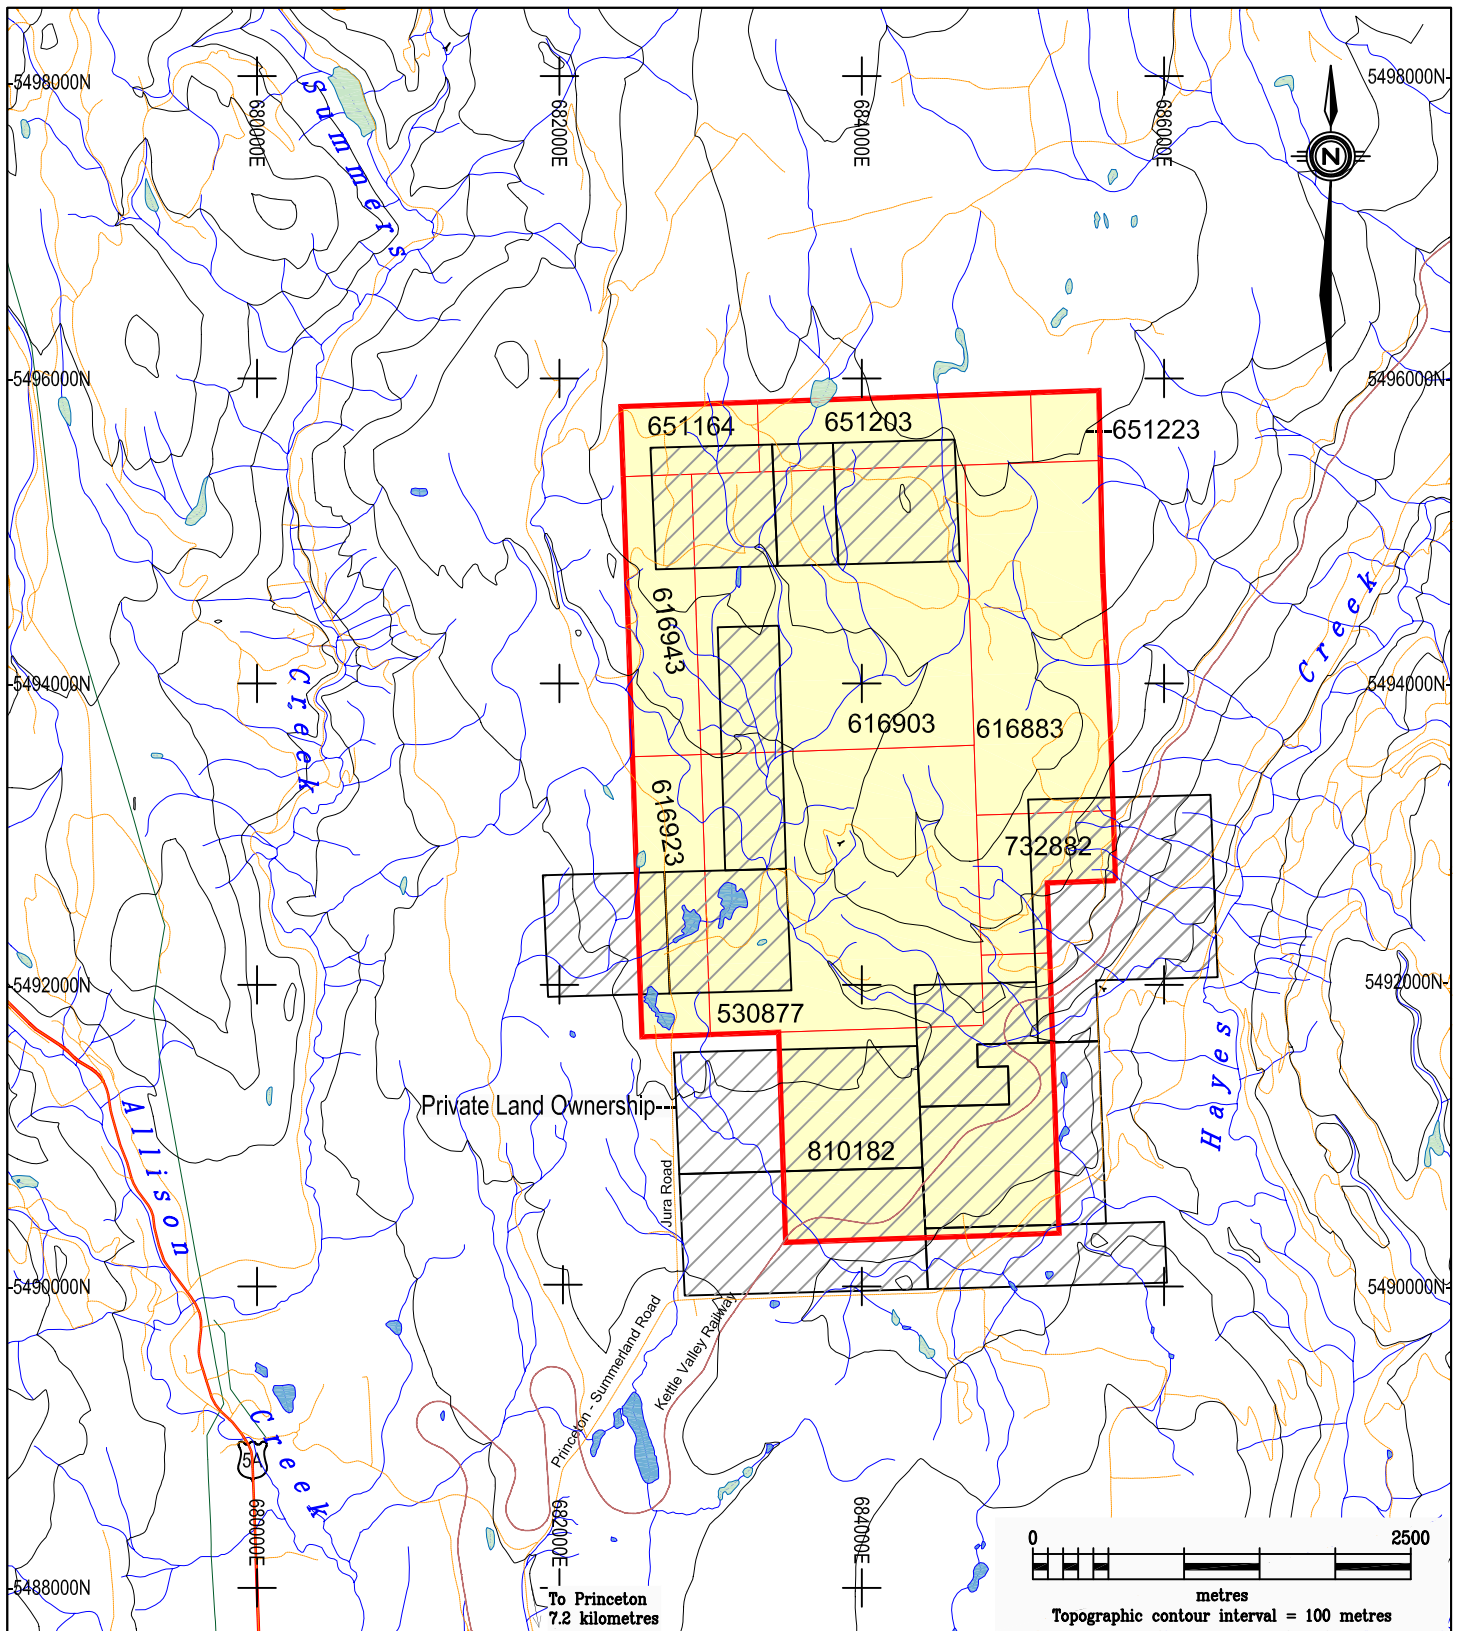 5498000N
5498000N
680000E
682000E
684000E
686000E
Summers
N
5496000N
5496000N
651164
651203
651223
616943
Creek
Creek
5494000N
5494000N
616903
616883
616923
732882
5492000N
5492000N
530877
Hayes
Private Land Ownership
Allison
810182
Jura Road
5490000N
5490000N
Princeton - Summerland Road
Kettle Valley Railway
Creek
5A
680000E
682000E
684000E
5488000N
To Princeton
7.2 kilometres
0 2500
metres
Topographic contour interval = 100 metres